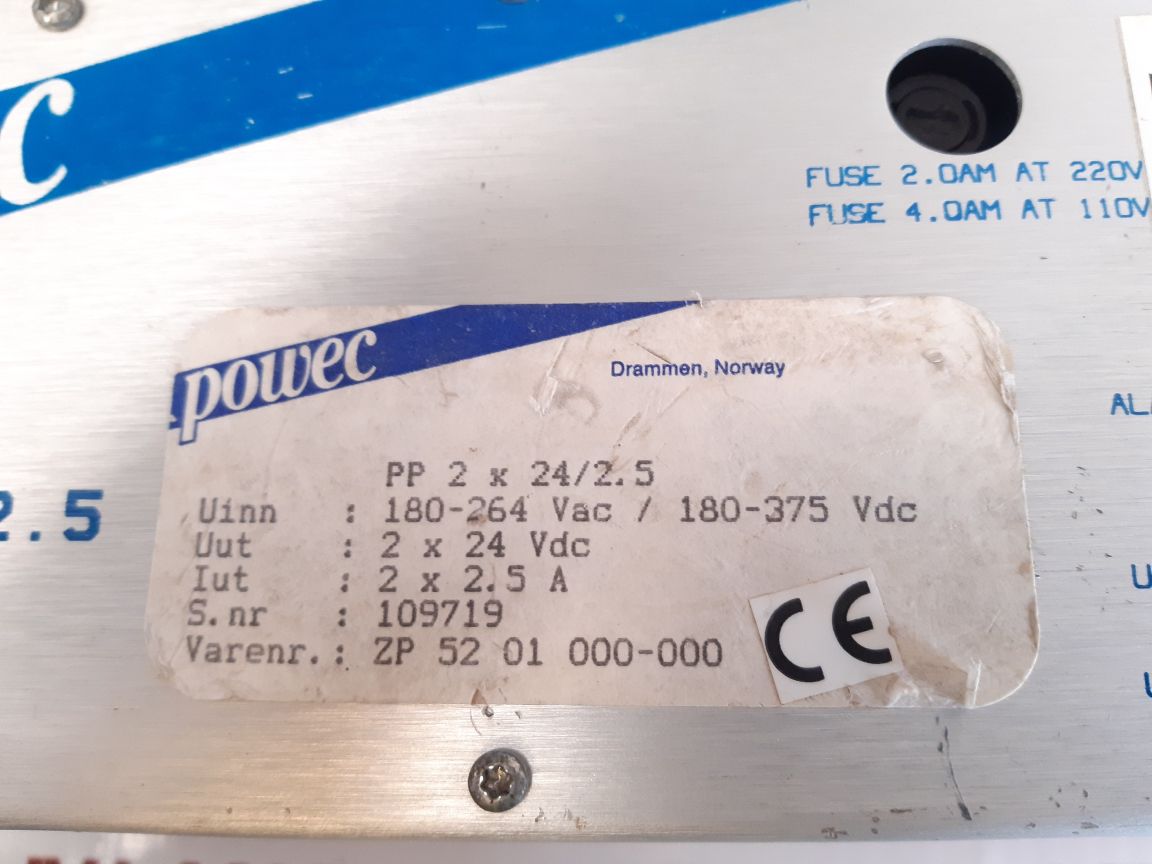 c
FUSE 2.0AM AT 220V
FUSE 4.0AM AT 110V
powec
Drammen, Norway
PP 2 x 24/2.5
Uinn : 180-264 Vac / 180-375 Vdc
Uut : 2 x 24 Vdc
Iut : 2 x 2.5 A
S.nr : 109719
Varenr.: ZP 52 01 000-000
CE
2.5
AL
U